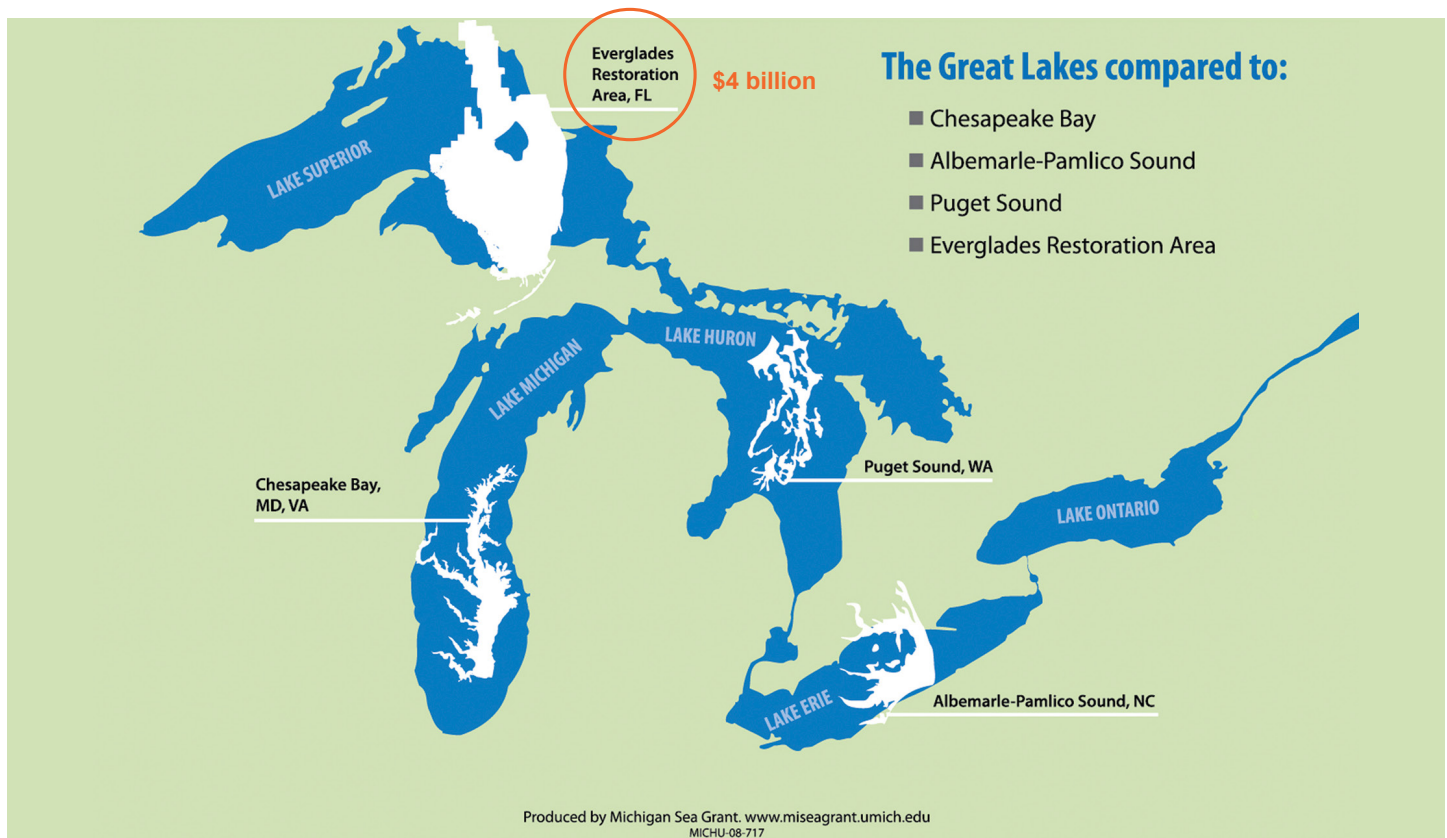 Everglades
Restoration
Area, FL
$4 billion
The Great Lakes compared to:
Chesapeake Bay
Albemarle-Pamlico Sound
Puget Sound
Everglades Restoration Area
LAKE SUPERIOR
LAKE MICHIGAN
LAKE HURON
Puget Sound, WA
Chesapeake Bay,
MD, VA
LAKE ONTARIO
LAKE ERIE
Albemarle-Pamlico Sound, NC
Produced by Michigan Sea Grant. www.miseagrant.umich.edu
MICHU-08-717